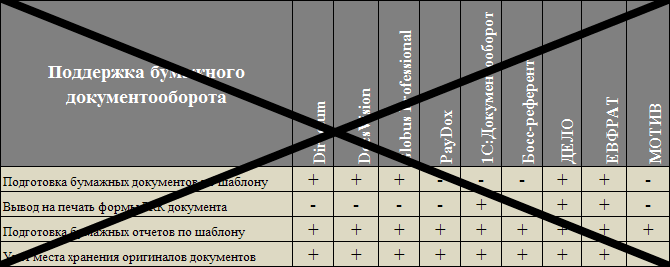 Поддержка бумажного
документооборота
Directum
DocsVision
Globus Professional
PayDox
1С:Документооборот
Босс-референт
ДЕЛО
ЕВФРАТ
МОТИВ
Подготовка бумажных документов по шаблону + + + - - - + + -
Вывод на печать формы РКК документа - - - - + - + + -
Подготовка бумажных отчетов по шаблону + + + + + + + + +
Учет места хранения оригиналов документов + + + + + + + +